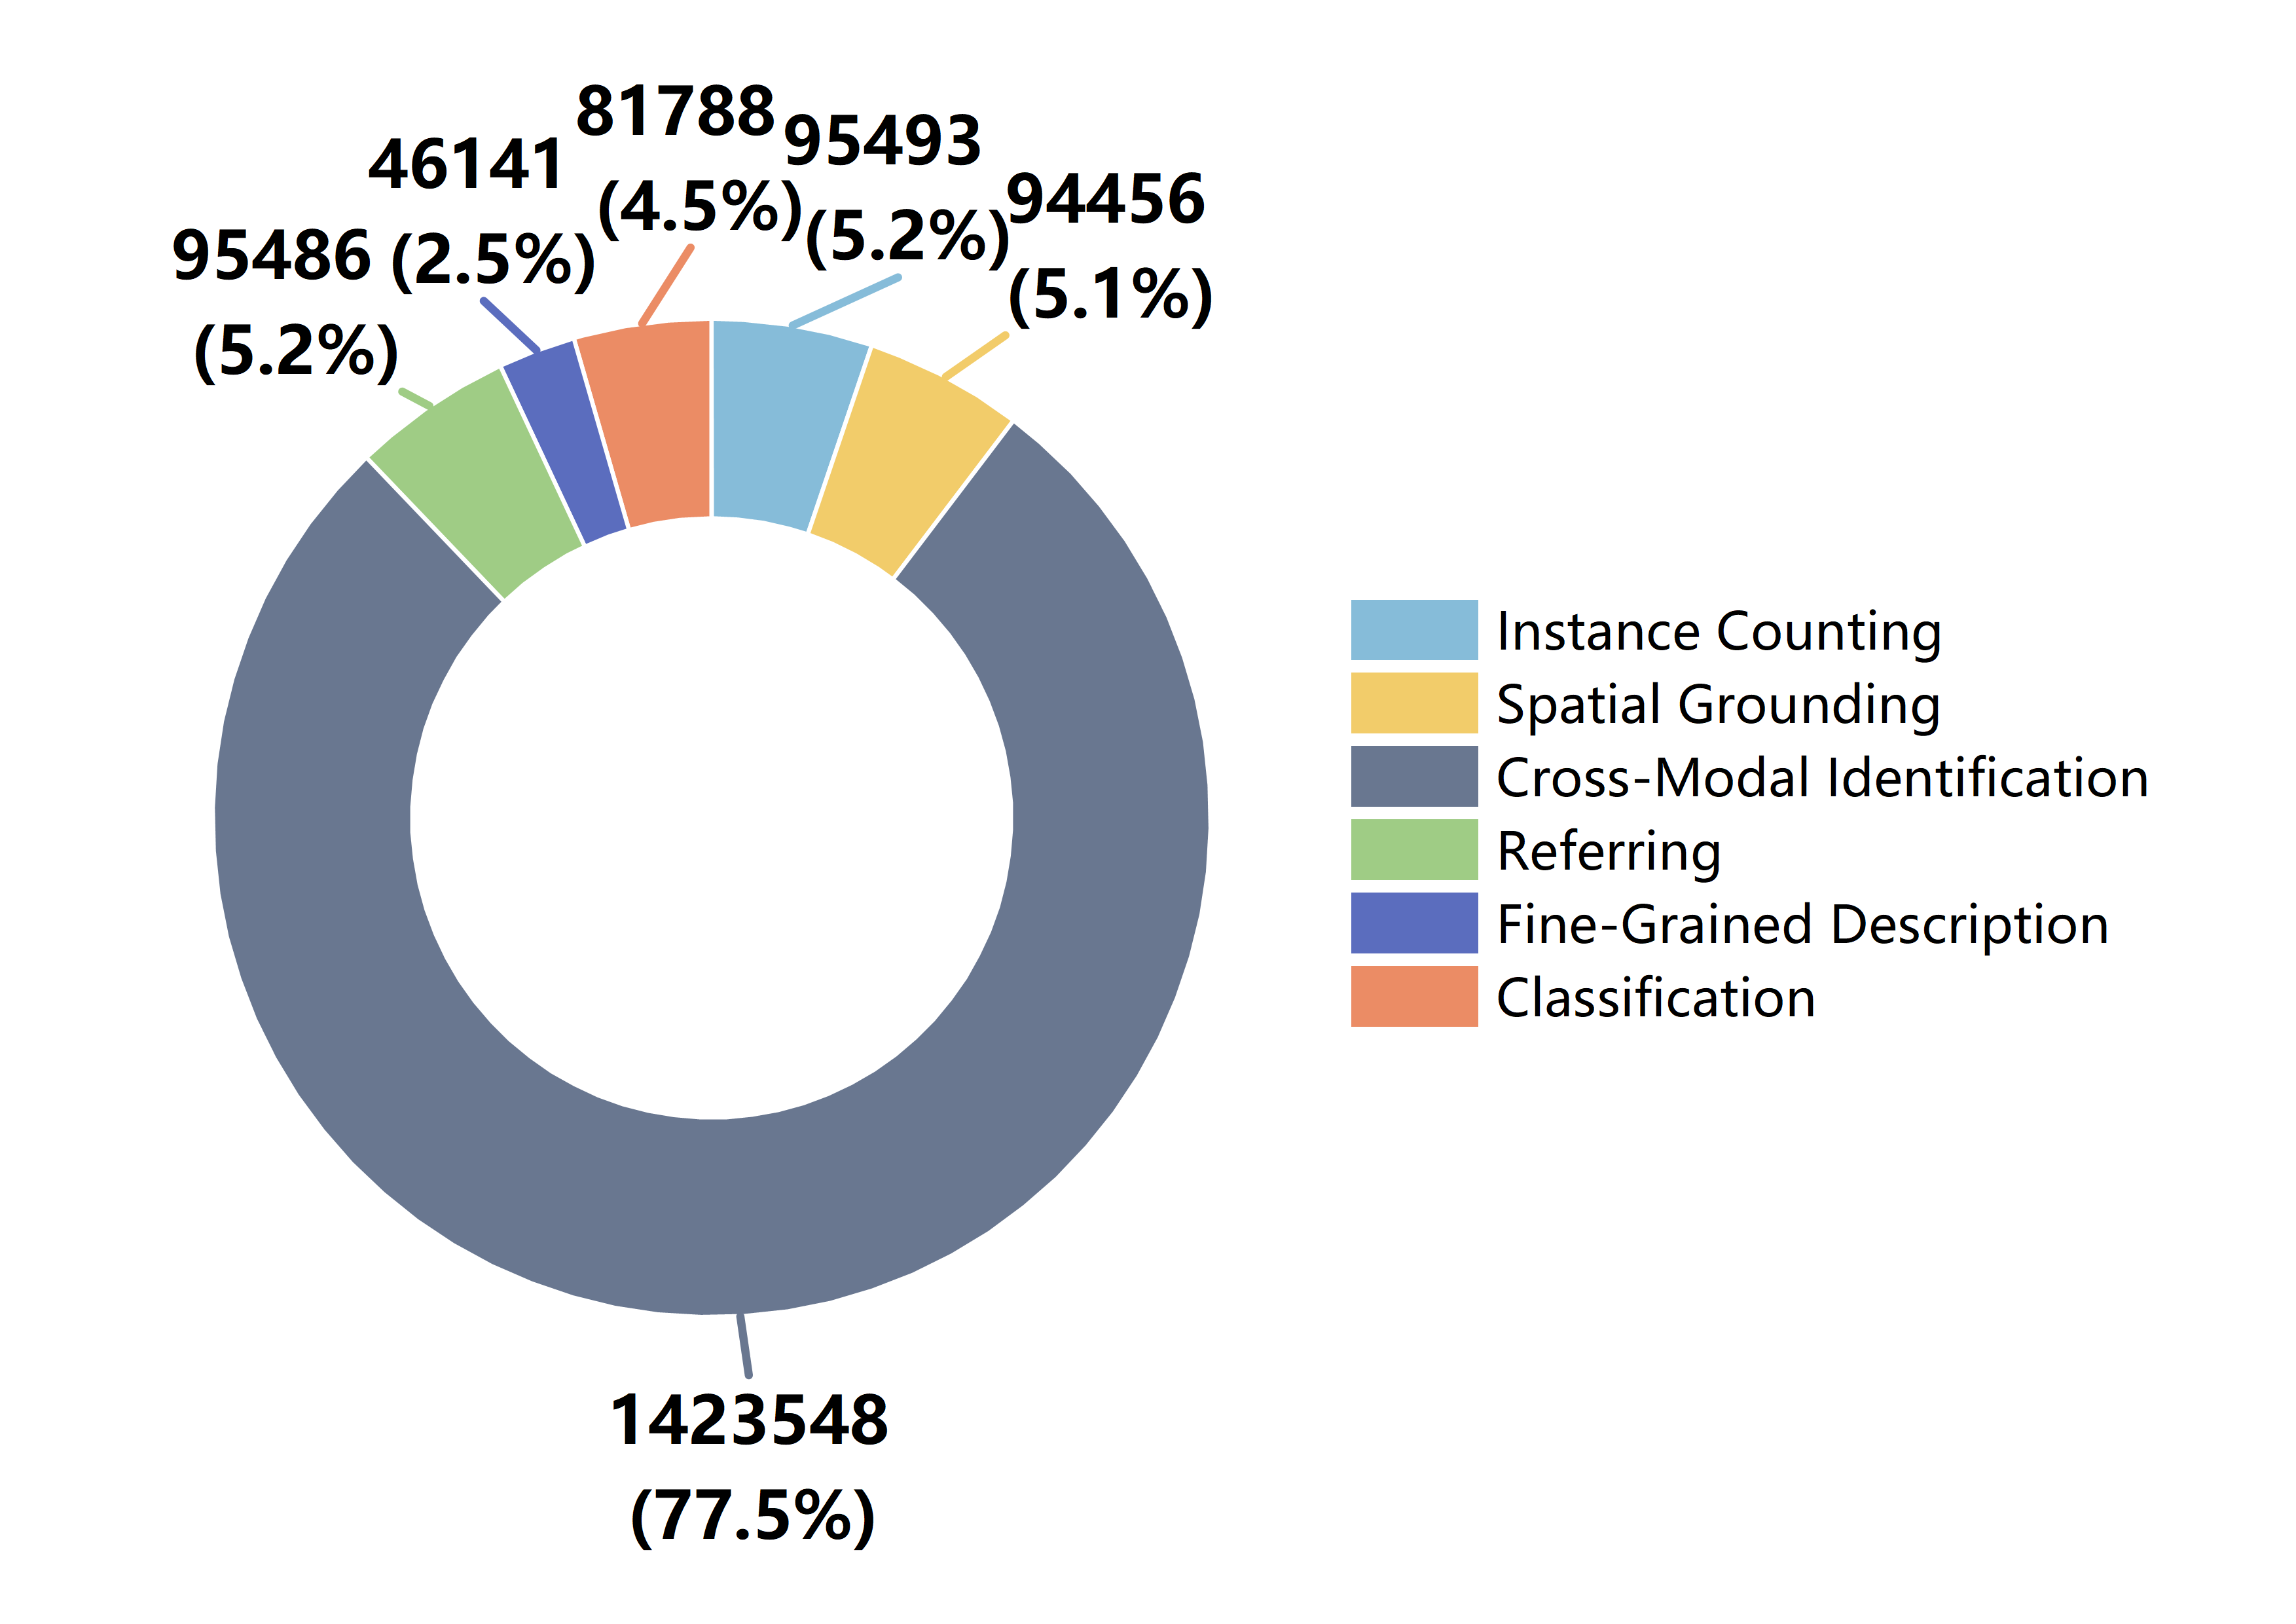 81788
(4.5%)
95493
(5.2%)
46141
(2.5%)
94456
(5.1%)
95486
(5.2%)
Instance Counting
Spatial Grounding
Cross-Modal Identification
Referring
Fine-Grained Description
Classification
1423548
(77.5%)